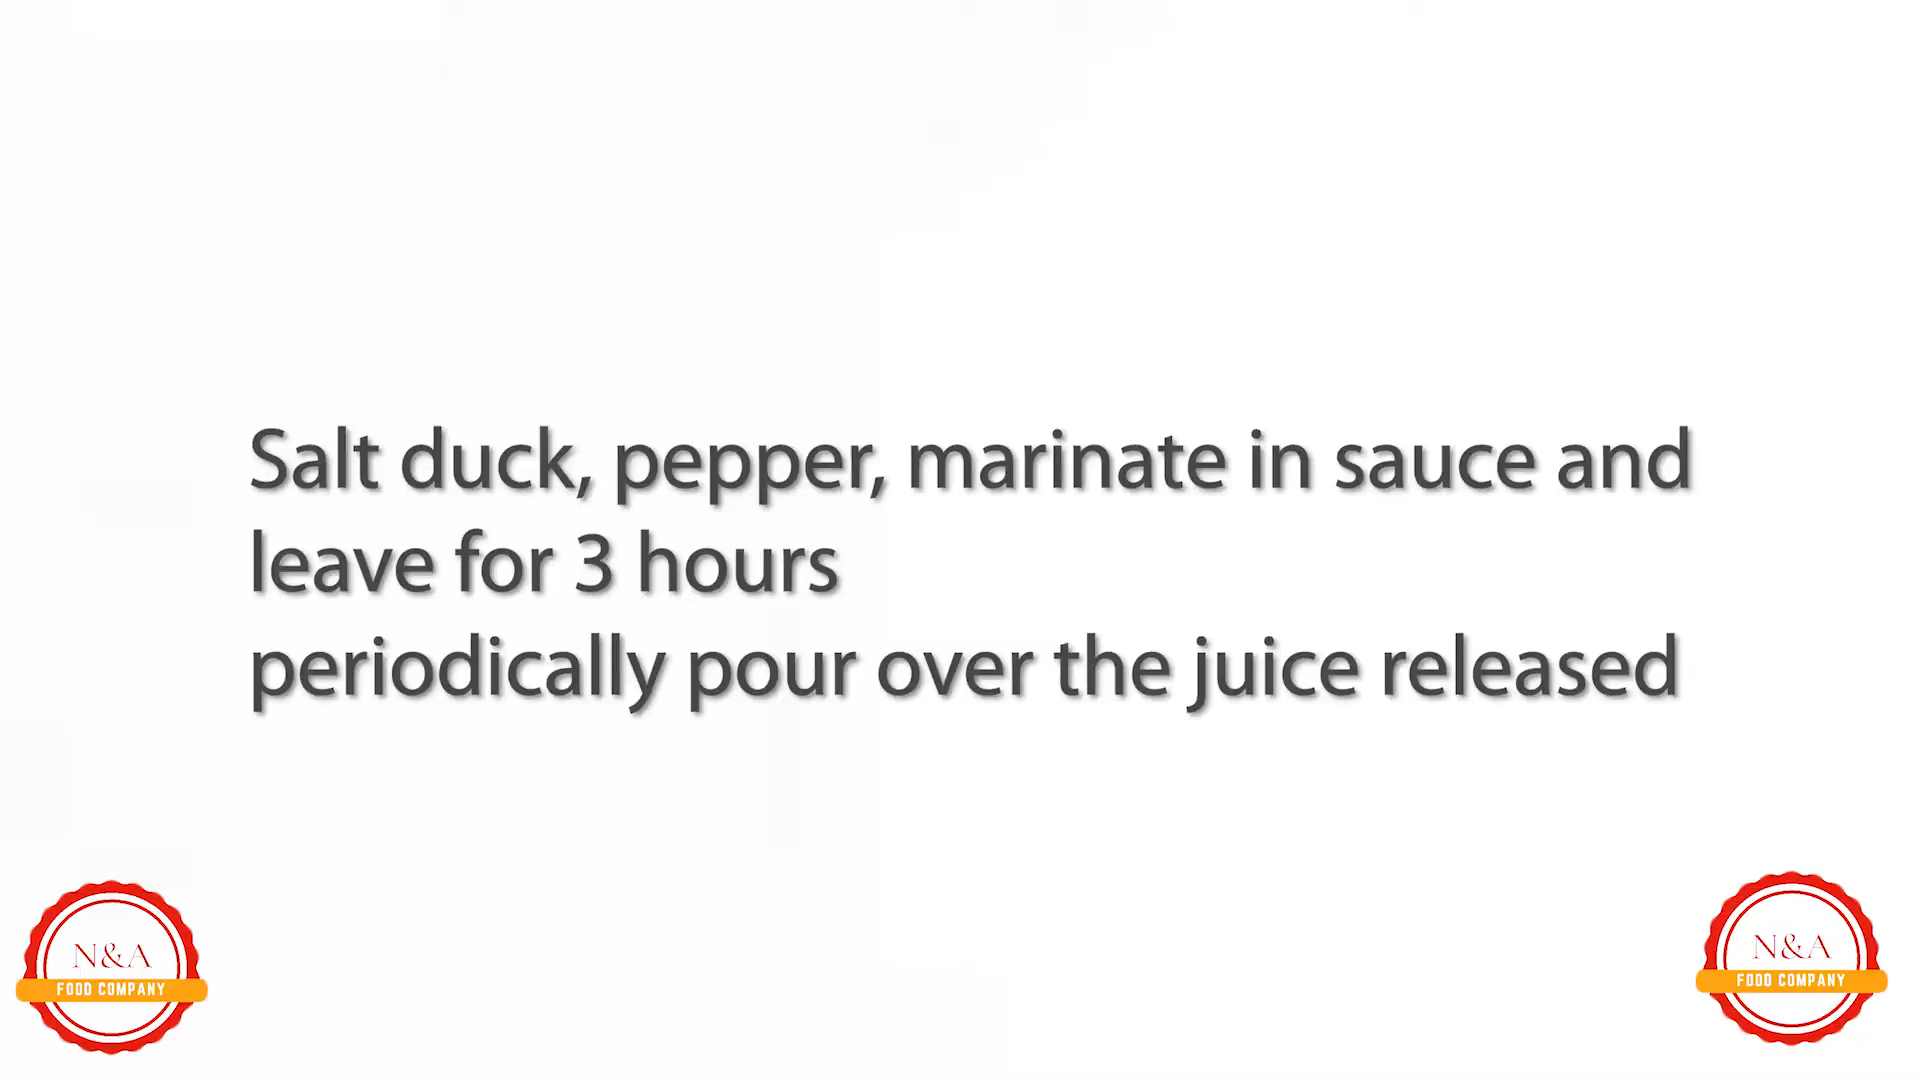 Salt duck, pepper, marinate in sauce and
leave for 3 hours
periodically pour over the juice released
N&A
FOOD COMPANY
N&A
FOOD COMPANY